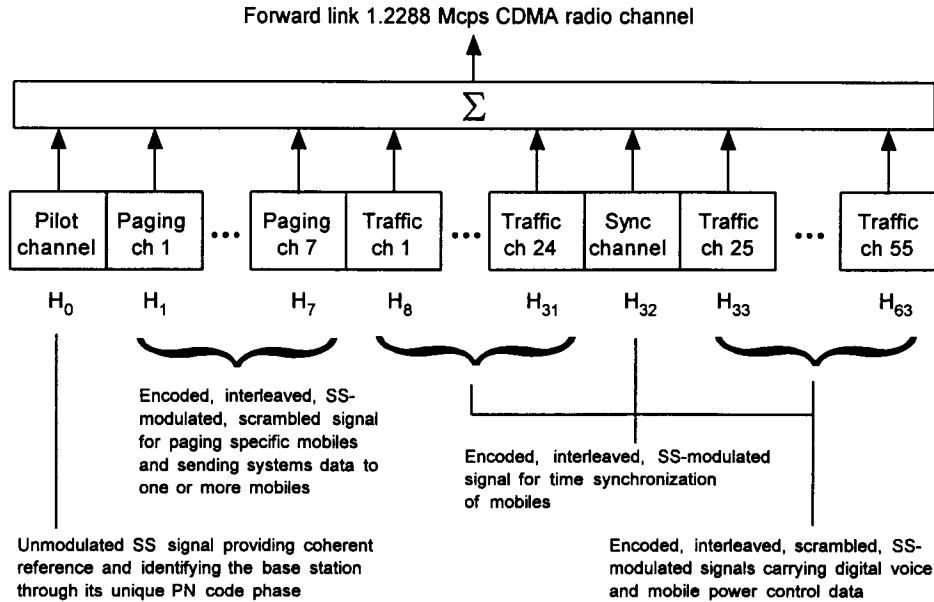 Forward link 1.2288 Mcps CDMA radio channel
Σ
Pilot channel
Paging ch 1
...
Paging ch 7
Traffic ch 1
...
Traffic ch 24
Sync channel
Traffic ch 25
...
Traffic ch 55
H0 H1 H7 H8 H31 H32 H33 H63
Encoded, interleaved, SS-
modulated, scrambled signal
for paging specific mobiles
and sending systems data to
one or more mobiles
Encoded, interleaved, SS-modulated
signal for time synchronization
of mobiles
Unmodulated SS signal providing coherent
reference and identifying the base station
through its unique PN code phase
Encoded, interleaved, scrambled, SS-
modulated signals carrying digital voice
and mobile power control data